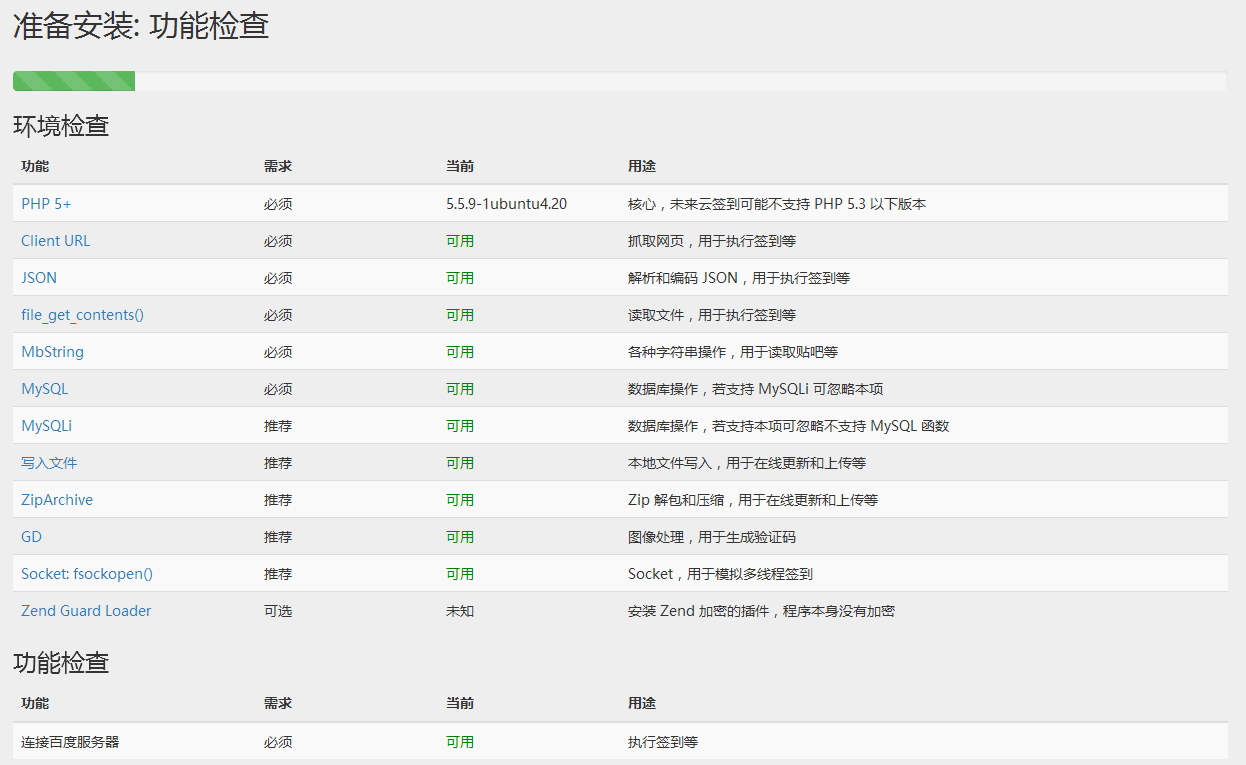 准备安装: 功能检查
环境检查
功能 需求 当前 用途
PHP 5+ 必须 5.5.9-1ubuntu4.20 核心，未来云签到可能不支持 PHP 5.3 以下版本
Client URL 必须 可用 抓取网页，用于执行签到等
JSON 必须 可用 解析和编码 JSON，用于执行签到等
file_get_contents() 必须 可用 读取文件，用于执行签到等
MbString 必须 可用 各种字符串操作，用于读取贴吧等
MySQL 必须 可用 数据库操作，若支持 MySQLi 可忽略本项
MySQLi 推荐 可用 数据库操作，若支持本项可忽略不支持 MySQL 函数
写入文件 推荐 可用 本地文件写入，用于在线更新和上传等
ZipArchive 推荐 可用 Zip 解包和压缩，用于在线更新和上传等
GD 推荐 可用 图像处理，用于生成验证码
Socket: fsockopen() 推荐 可用 Socket，用于模拟多线程签到
Zend Guard Loader 可选 未知 安装 Zend 加密的插件，程序本身没有加密
功能检查
功能 需求 当前 用途
连接百度服务器 必须 可用 执行签到等